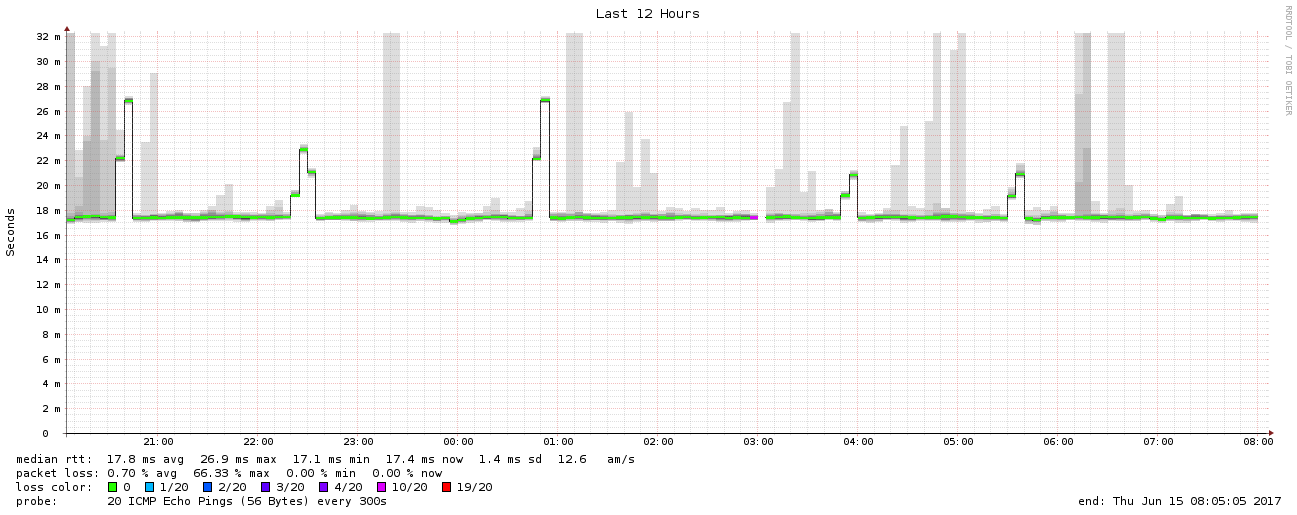 Last 12 Hours
RRDTOOL / TOBI OETIKER
Seconds
32 m
30 m
28 m
26 m
24 m
22 m
20 m
18 m
16 m
14 m
12 m
10 m
8 m
6 m
4 m
2 m
0
21:00 22:00 23:00 00:00 01:00 02:00 03:00 04:00 05:00 06:00 07:00 08:00
median rtt: 17.8 ms avg 26.9 ms max 17.1 ms min 17.4 ms now 1.4 ms sd 12.6 am/s
packet loss: 0.70 % avg 66.33 % max 0.00 % min 0.00 % now
loss color: 0 1/20 2/20 3/20 4/20 10/20 19/20
probe: 20 ICMP Echo Pings (56 Bytes) every 300s end: Thu Jun 15 08:05:05 2017